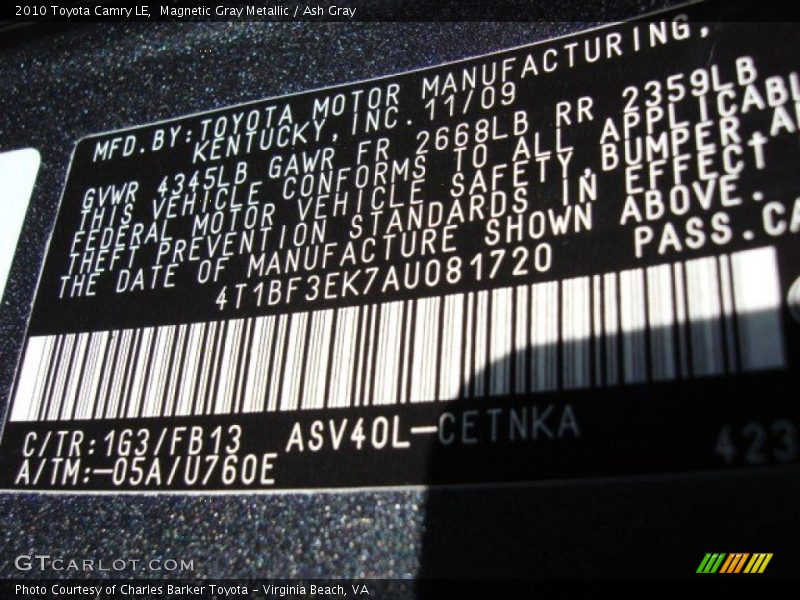 2010 Toyota Camry LE,  Magnetic Gray Metallic / Ash Gray
MFD.BY:TOYOTA MOTOR MANUFACTURING,
KENTUCKY, INC. 11/09
GVWR 4345LB GAWR FR 2668LB RR 2359LB
THIS VEHICLE CONFORMS TO ALL APPLICABL
FEDERAL MOTOR VEHICLE SAFETY, BUMPER, AN
THEFT PREVENTION STANDARDS IN EFFECT
THE DATE OF MANUFACTURE SHOWN ABOVE.
4T1BF3EK7AU081720 PASS.CA
C/TR:1G3/FB13 ASV40L-CETNKA
A/TM:-05A/U760E 423
GTCARLOT.COM
Photo Courtesy of Charles Barker Toyota - Virginia Beach, VA